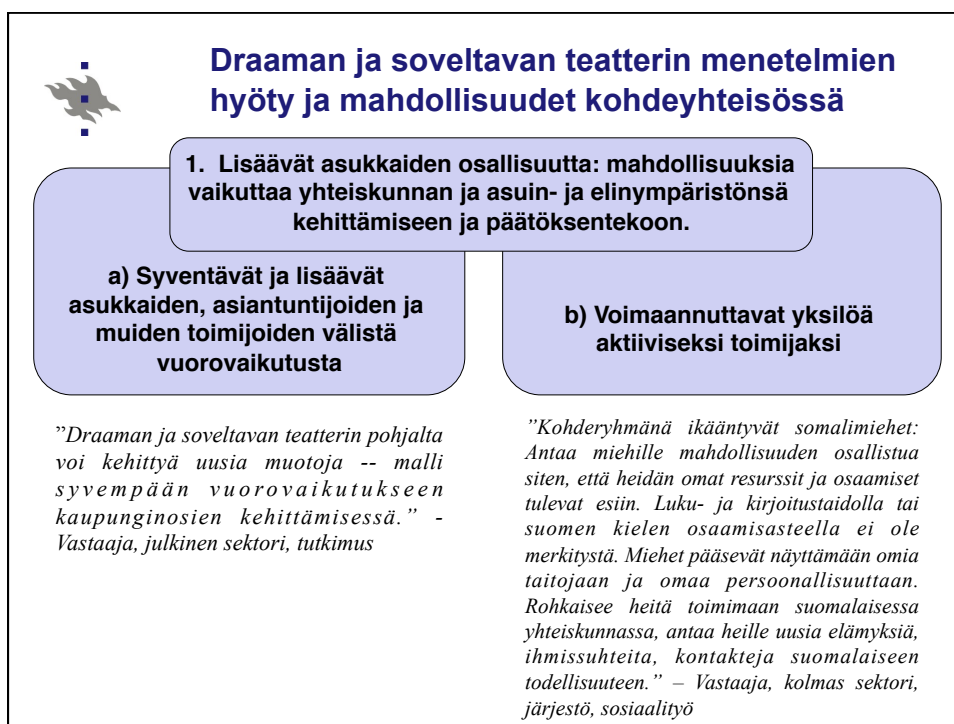 Draaman ja soveltavan teatterin menetelmien
hyöty ja mahdollisuudet kohdeyhteisössä
1. Lisäävät asukkaiden osallisuutta: mahdollisuuksia
vaikuttaa yhteiskunnan ja asuin- ja elinympäristönsä
kehittämiseen ja päätöksentekoon.
a) Syventävät ja lisäävät
asukkaiden, asiantuntijoiden ja
muiden toimijoiden välistä
vuorovaikutusta
b) Voimaannuttavat yksilöä
aktiiviseksi toimijaksi
”Draaman ja soveltavan teatterin pohjalta
voi kehittyä uusia muotoja -- malli
syvempään vuorovaikutukseen
kaupunginosien kehittämisessä.” -
Vastaaja, julkinen sektori, tutkimus
”Kohderyhmänä ikääntyvät somalimiehet:
Antaa miehille mahdollisuuden osallistua
siten, että heidän omat resurssit ja osaamiset
tulevat esiin. Luku- ja kirjoitustaidolla tai
suomen kielen osaamisasteella ei ole
merkitystä. Miehet pääsevät näyttämään omia
taitojaan ja omaa persoonallisuuttaan.
Rohkaisee heitä toimimaan suomalaisessa
yhteiskunnassa, antaa heille uusia elämyksiä,
ihmissuhteita, kontakteja suomalaiseen
todellisuuteen.” – Vastaaja, kolmas sektori,
järjestö, sosiaalityö